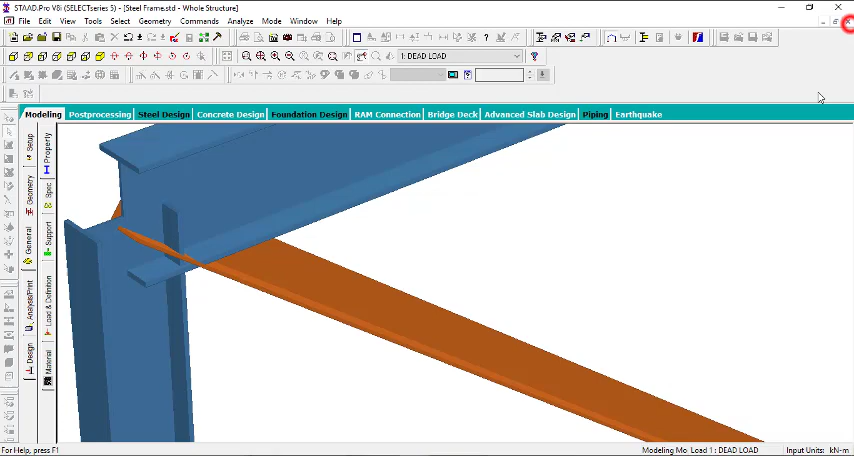 STAAD.Pro V8i (SELECTseries 5) - [Steel Frame.std - Whole Structure]
File Edit View Tools Select Geometry Commands Analyze Mode Window Help
1: DEAD LOAD
Modeling Postprocessing Steel Design Concrete Design Foundation Design RAM Connection Bridge Deck Advanced Slab Design Piping Earthquake
Setup
Geometry
General
Analysis/Print
Design
Property
Spec
Support
Load & Definition
Material
For Help, press F1
Modeling Mo Load 1 : DEAD LOAD
Input Units: kN-m